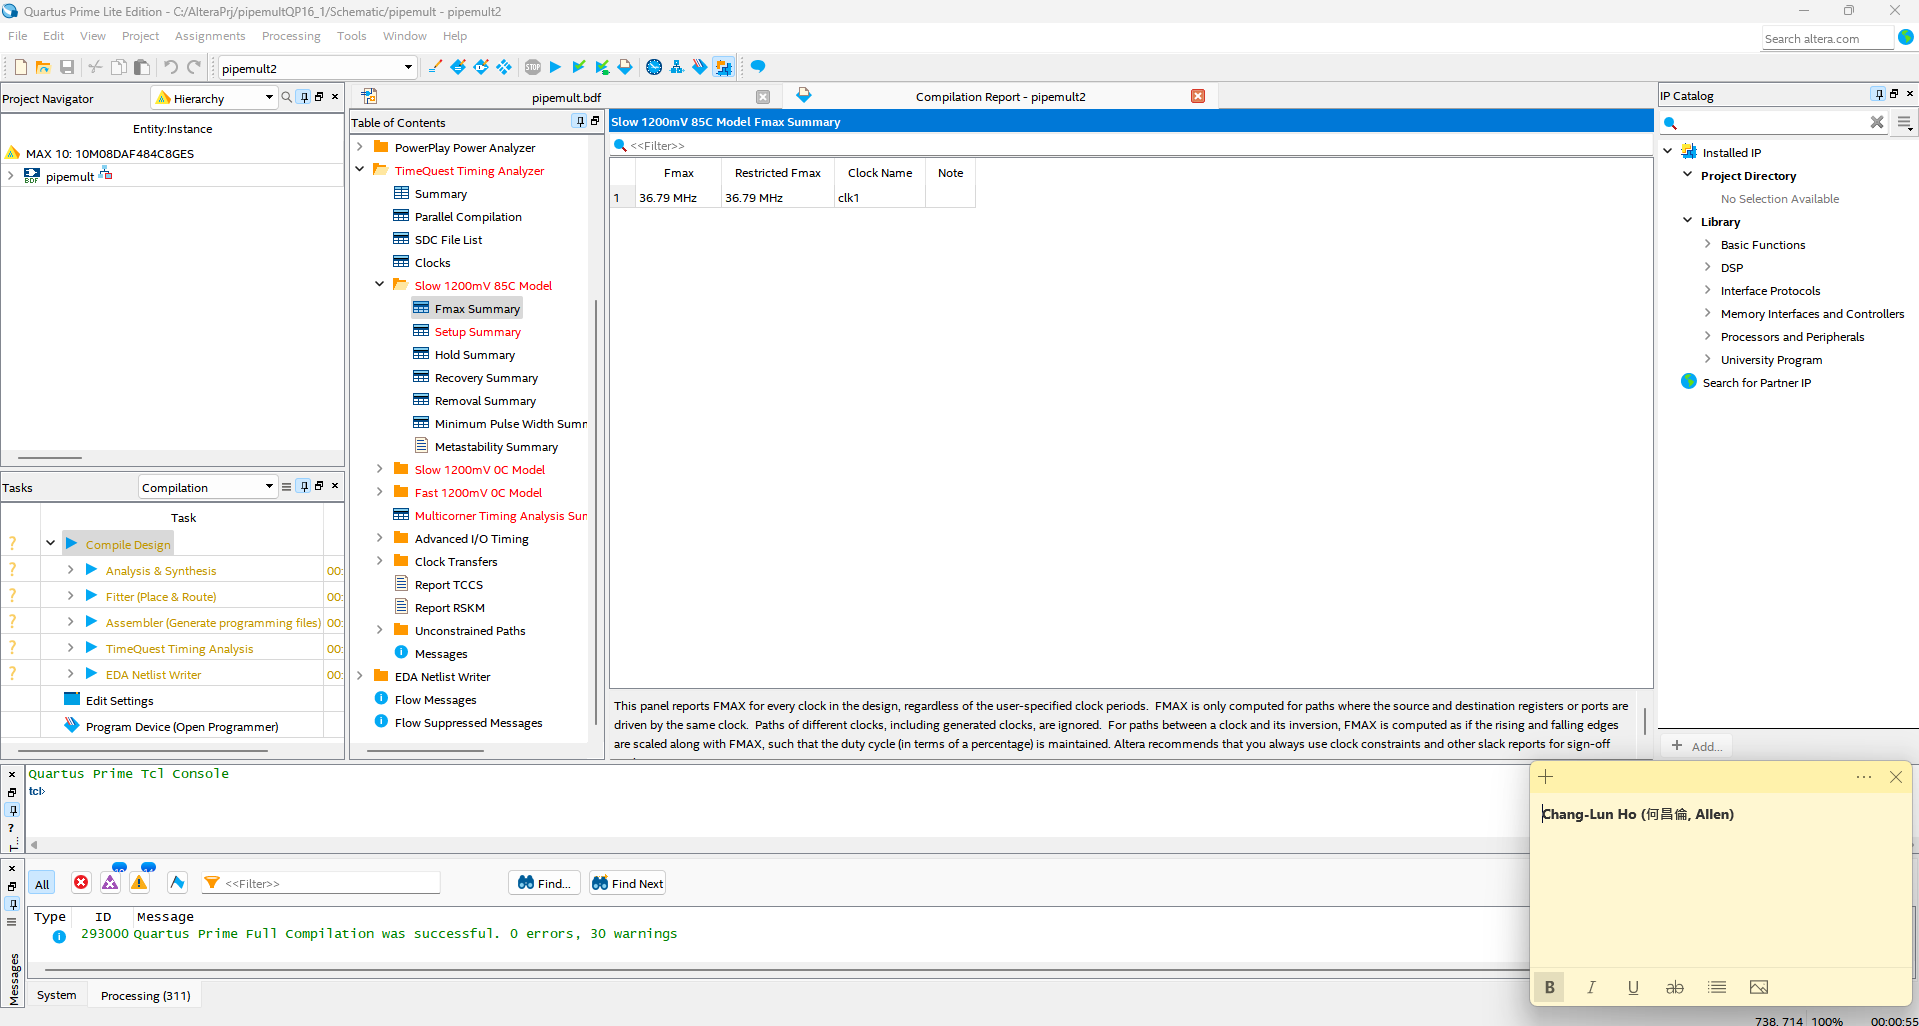 Quartus Prime Lite Edition - C:/AlteraPrj/pipemultQP16_1/Schematic/pipemult - pipemult2
File Edit View Project Assignments Processing Tools Window Help
Search altera.com
pipemult2
Project Navigator
Hierarchy
Entity:Instance
MAX 10: 10M08DAF484C8GES
pipemult
Tasks
Compilation
Task
Compile Design
Analysis & Synthesis 00:
Fitter (Place & Route) 00:
Assembler (Generate programming files) 00:
TimeQuest Timing Analysis 00:
EDA Netlist Writer 00:
Edit Settings
Program Device (Open Programmer)
pipemult.bdf
Compilation Report - pipemult2
Table of Contents
PowerPlay Power Analyzer
TimeQuest Timing Analyzer
Summary
Parallel Compilation
SDC File List
Clocks
Slow 1200mV 85C Model
Fmax Summary
Setup Summary
Hold Summary
Recovery Summary
Removal Summary
Minimum Pulse Width Summ
Metastability Summary
Slow 1200mV 0C Model
Fast 1200mV 0C Model
Multicorner Timing Analysis Sun
Advanced I/O Timing
Clock Transfers
Report TCCS
Report RSKM
Unconstrained Paths
Messages
EDA Netlist Writer
Flow Messages
Flow Suppressed Messages
Slow 1200mV 85C Model Fmax Summary
<<Filter>>
Fmax Restricted Fmax Clock Name Note
1 36.79 MHz 36.79 MHz clk1
This panel reports FMAX for every clock in the design, regardless of the user-specified clock periods. FMAX is only computed for paths where the source and destination registers or ports are
driven by the same clock. Paths of different clocks, including generated clocks, are ignored. For paths between a clock and its inversion, FMAX is computed as if the rising and falling edges
are scaled along with FMAX, such that the duty cycle (in terms of a percentage) is maintained. Altera recommends that you always use clock constraints and other slack reports for sign-off
IP Catalog
Installed IP
Project Directory
No Selection Available
Library
Basic Functions
DSP
Interface Protocols
Memory Interfaces and Controllers
Processors and Peripherals
University Program
Search for Partner IP
+ Add...
Quartus Prime Tcl Console
tcl>
All
<<Filter>>
Find...
Find Next
Type ID Message
293000 Quartus Prime Full Compilation was successful. 0 errors, 30 warnings
Messages
System
Processing (311)
Chang-Lun Ho (何昌倫, Allen)
B I U ab
738, 714 100% 00:00:55